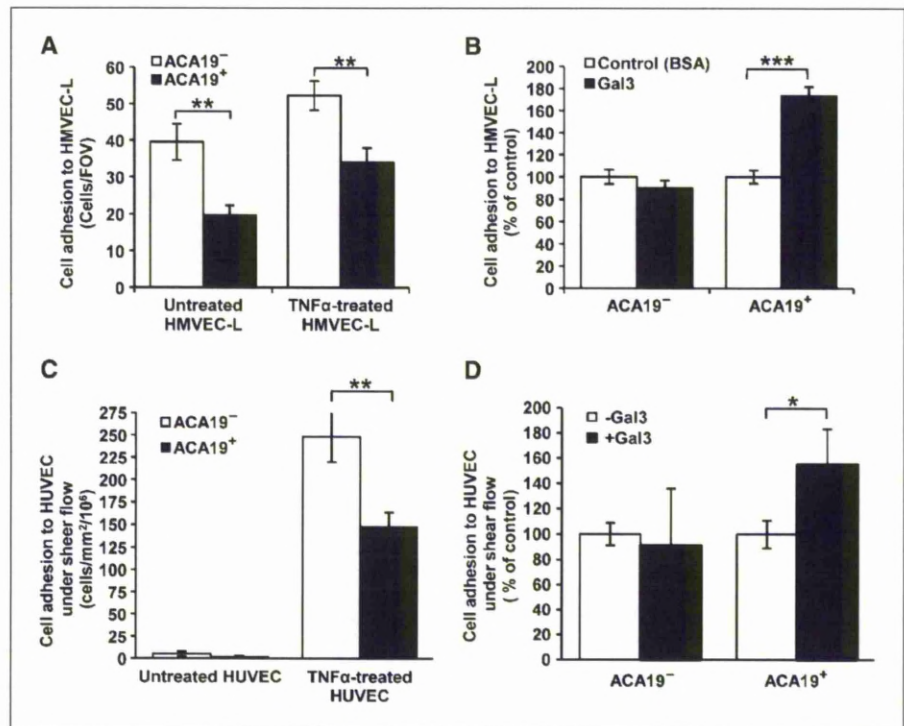 A
ACA19⁻
ACA19⁺
Cell adhesion to HMVEC-L
(Cells/FOV)
60
50
40
30
20
10
0
**
**
Untreated
HMVEC-L
TNFα-treated
HMVEC-L
B
Control (BSA)
Gal3
Cell adhesion to HMVEC-L
(% of control)
200
180
160
140
120
100
80
60
40
20
0
***
ACA19⁻
ACA19⁺
C
ACA19⁻
ACA19⁺
Cell adhesion to HUVEC
under sheer flow
(cells/mm²/10⁶)
275
250
225
200
175
150
125
100
75
50
25
0
**
Untreated HUVEC
TNFα-treated
HUVEC
D
-Gal3
+Gal3
Cell adhesion to HUVEC
under shear flow
( % of control)
200
180
160
140
120
100
80
60
40
20
0
*
ACA19⁻
ACA19⁺